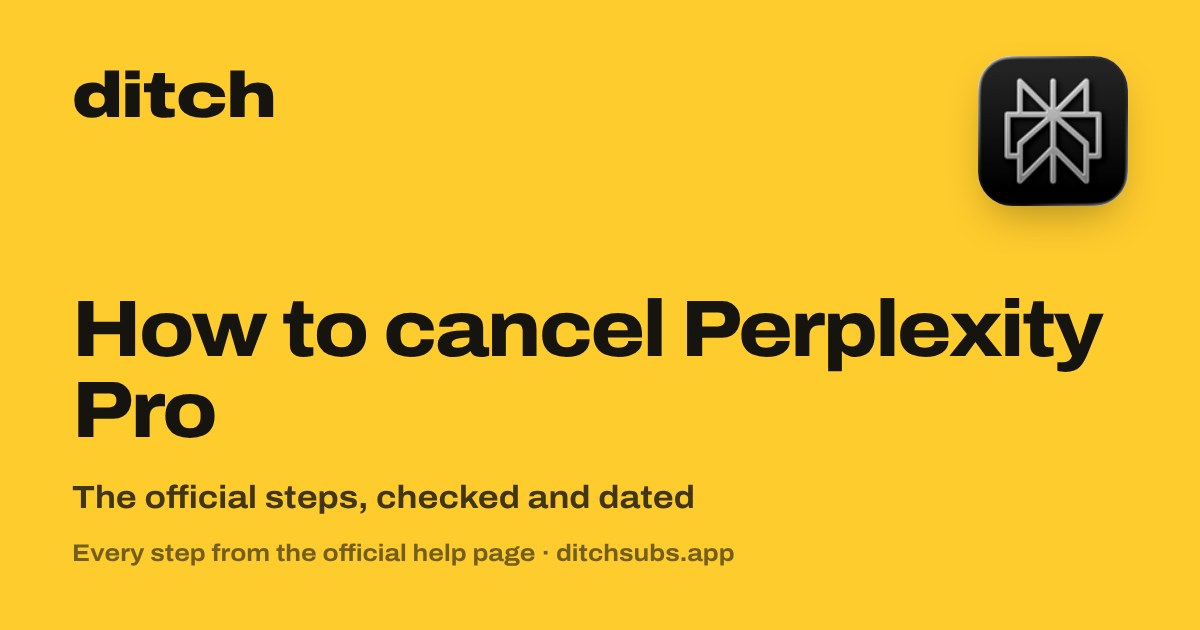 ditch
How to cancel Perplexity
Pro
The official steps, checked and dated
Every step from the official help page · ditchsubs.app